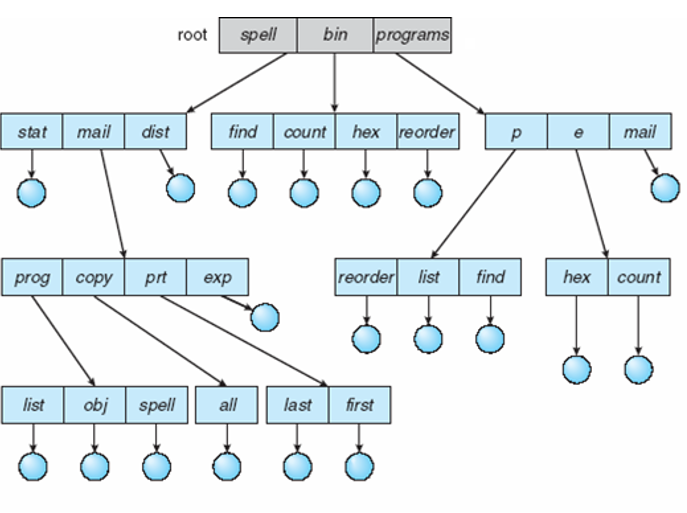 root spell bin programs
stat mail dist find count hex reorder p e mail
prog copy prt exp reorder list find hex count
list obj spell all last first